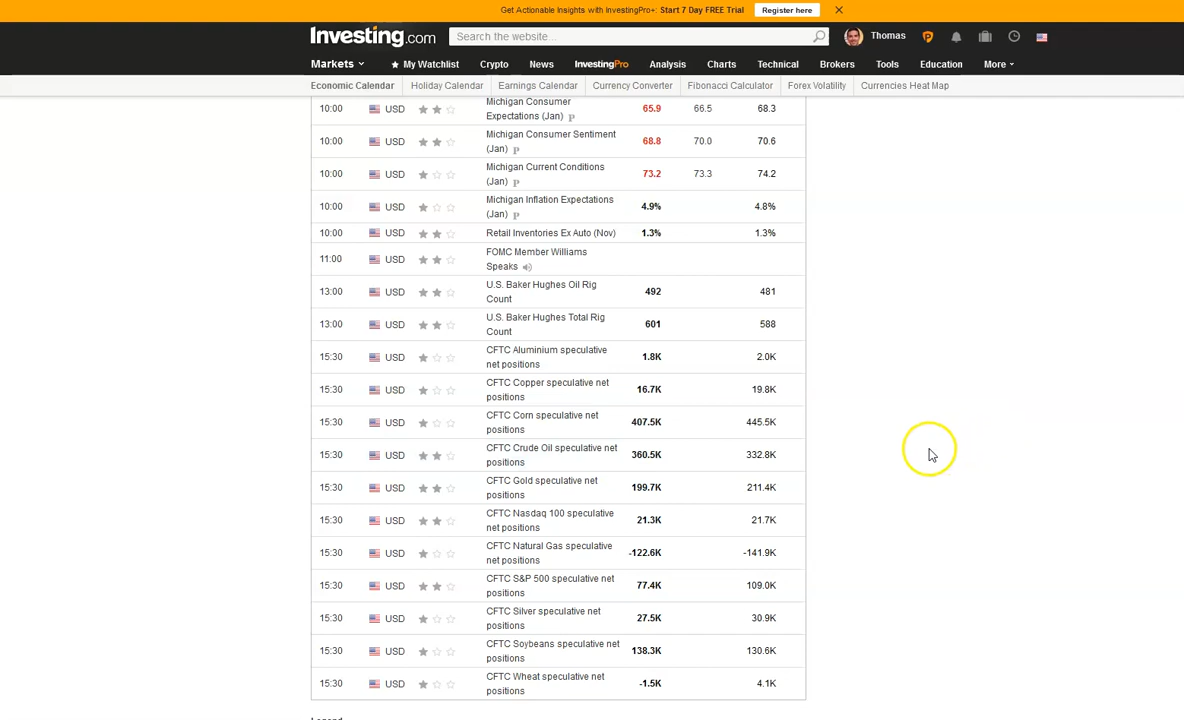 Get Actionable Insights with InvestingPro+: Start 7 Day FREE Trial Register here
Investing.com Search the website... Thomas
Markets My Watchlist Crypto News InvestingPro Analysis Charts Technical Brokers Tools Education More
Economic Calendar Holiday Calendar Earnings Calendar Currency Converter Fibonacci Calculator Forex Volatility Currencies Heat Map
Michigan Consumer
10:00 USD Expectations (Jan) P 65.9 66.5 68.3
Michigan Consumer Sentiment
10:00 USD (Jan) P 68.8 70.0 70.6
Michigan Current Conditions
10:00 USD (Jan) P 73.2 73.3 74.2
Michigan Inflation Expectations
10:00 USD (Jan) P 4.9% 4.8%
10:00 USD Retail Inventories Ex Auto (Nov) 1.3% 1.3%
FOMC Member Williams
11:00 USD Speaks
U.S. Baker Hughes Oil Rig
13:00 USD Count 492 481
U.S. Baker Hughes Total Rig
13:00 USD Count 601 588
CFTC Aluminium speculative
15:30 USD net positions 1.8K 2.0K
CFTC Copper speculative net
15:30 USD positions 16.7K 19.8K
CFTC Corn speculative net
15:30 USD positions 407.5K 445.5K
CFTC Crude Oil speculative net
15:30 USD positions 360.5K 332.8K
CFTC Gold speculative net
15:30 USD positions 199.7K 211.4K
CFTC Nasdaq 100 speculative
15:30 USD net positions 21.3K 21.7K
CFTC Natural Gas speculative
15:30 USD net positions -122.6K -141.9K
CFTC S&P 500 speculative net
15:30 USD positions 77.4K 109.0K
CFTC Silver speculative net
15:30 USD positions 27.5K 30.9K
CFTC Soybeans speculative net
15:30 USD positions 138.3K 130.6K
CFTC Wheat speculative net
15:30 USD positions -1.5K 4.1K